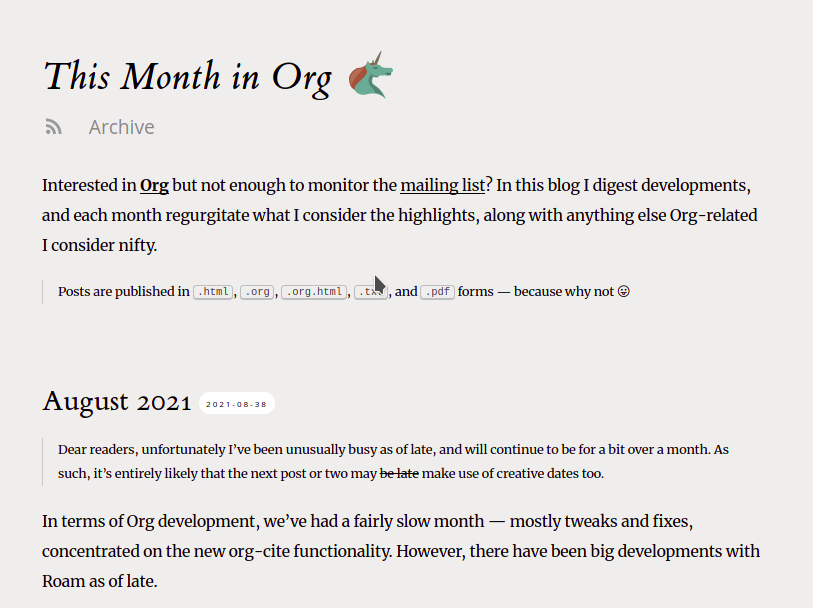 This Month in Org
Archive
Interested in Org but not enough to monitor the mailing list? In this blog I digest developments,
and each month regurgitate what I consider the highlights, along with anything else Org-related
I consider nifty.
Posts are published in .html, .org, .org.html, .txt, and .pdf forms — because why not 😛
August 2021 2021-08-38
Dear readers, unfortunately I've been unusually busy as of late, and will continue to be for a bit over a month. As
such, it's entirely likely that the next post or two may be late make use of creative dates too.
In terms of Org development, we've had a fairly slow month — mostly tweaks and fixes,
concentrated on the new org-cite functionality. However, there have been big developments with
Roam as of late.